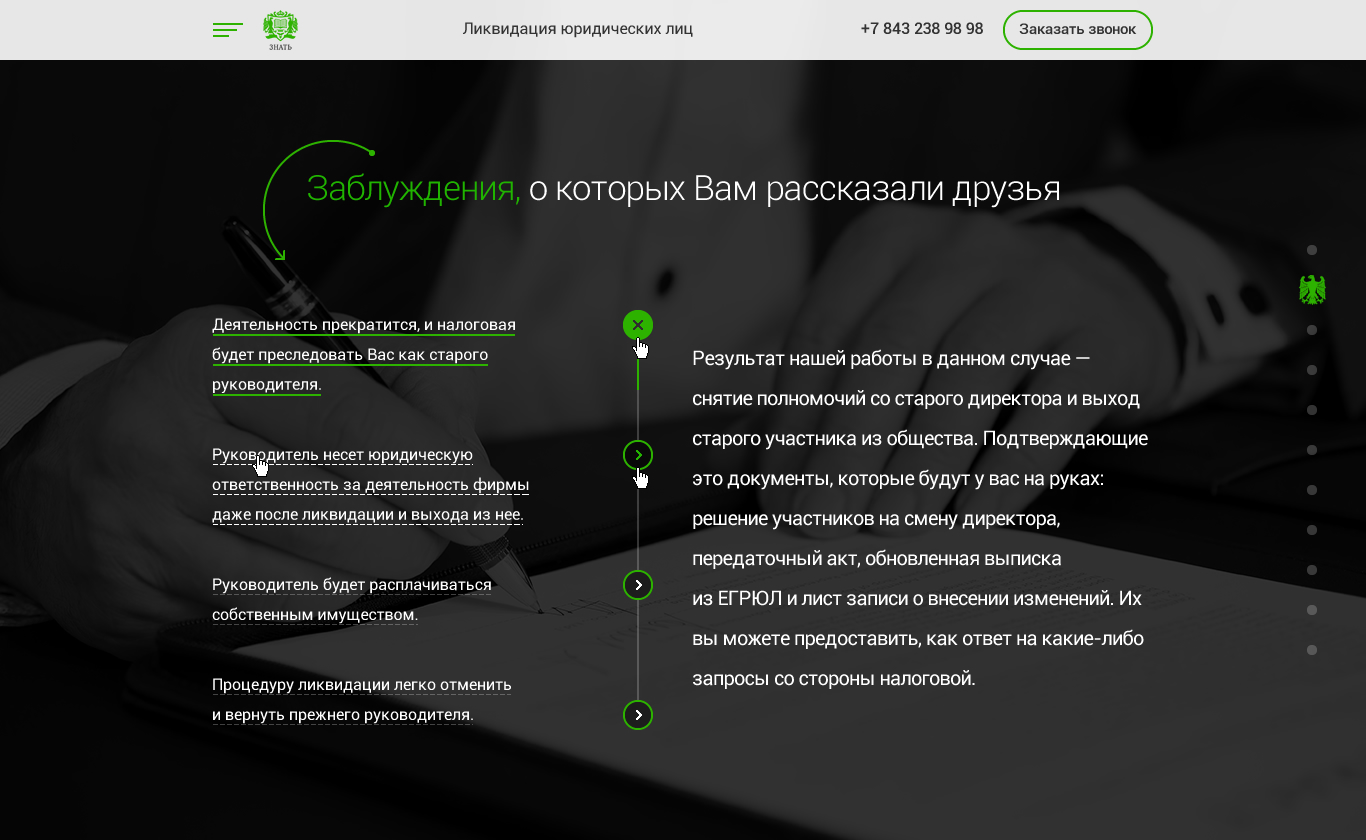 ЗНАТЬ
Ликвидация юридических лиц
+7 843 238 98 98
Заказать звонок
Заблуждения, о которых Вам рассказали друзья
Деятельность прекратится, и налоговая
будет преследовать Вас как старого
руководителя.
Руководитель несет юридическую
ответственность за деятельность фирмы
даже после ликвидации и выхода из нее.
Руководитель будет расплачиваться
собственным имуществом.
Процедуру ликвидации легко отменить
и вернуть прежнего руководителя.
Результат нашей работы в данном случае —
снятие полномочий со старого директора и выход
старого участника из общества. Подтверждающие
это документы, которые будут у вас на руках:
решение участников на смену директора,
передаточный акт, обновленная выписка
из ЕГРЮЛ и лист записи о внесении изменений. Их
вы можете предоставить, как ответ на какие-либо
запросы со стороны налоговой.